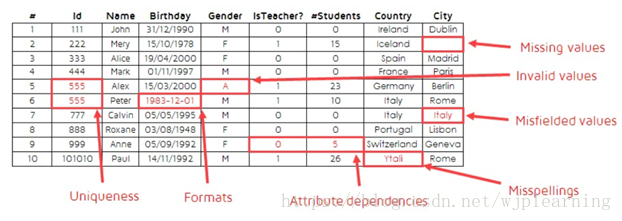 # Id Name Birthday Gender IsTeacher? #Students Country City
1 111 John 31/12/1990 M 0 0 Ireland Dublin
2 222 Mery 15/10/1978 F 1 15 Iceland
Missing values
3 333 Alice 19/04/2000 F 0 0 Spain Madrid
4 444 Mark 01/11/1997 M 0 0 France Paris
Invalid values
5 555 Alex 15/03/2000 A 1 23 Germany Berlin
6 555 Peter 1983-12-01 M 1 10 Italy Rome
7 777 Calvin 05/05/1995 M 0 0 Italy Italy
Misfielded values
8 888 Roxane 03/08/1948 F 0 0 Portugal Lisbon
9 999 Anne 05/09/1992 F 0 5 Switzerland Geneva
10 101010 Paul 14/11/1992 M 1 26 Ytali Rome
Misspellings
Uniqueness Formats Attribute dependencies
https://blog.csdn.net/wjplearning